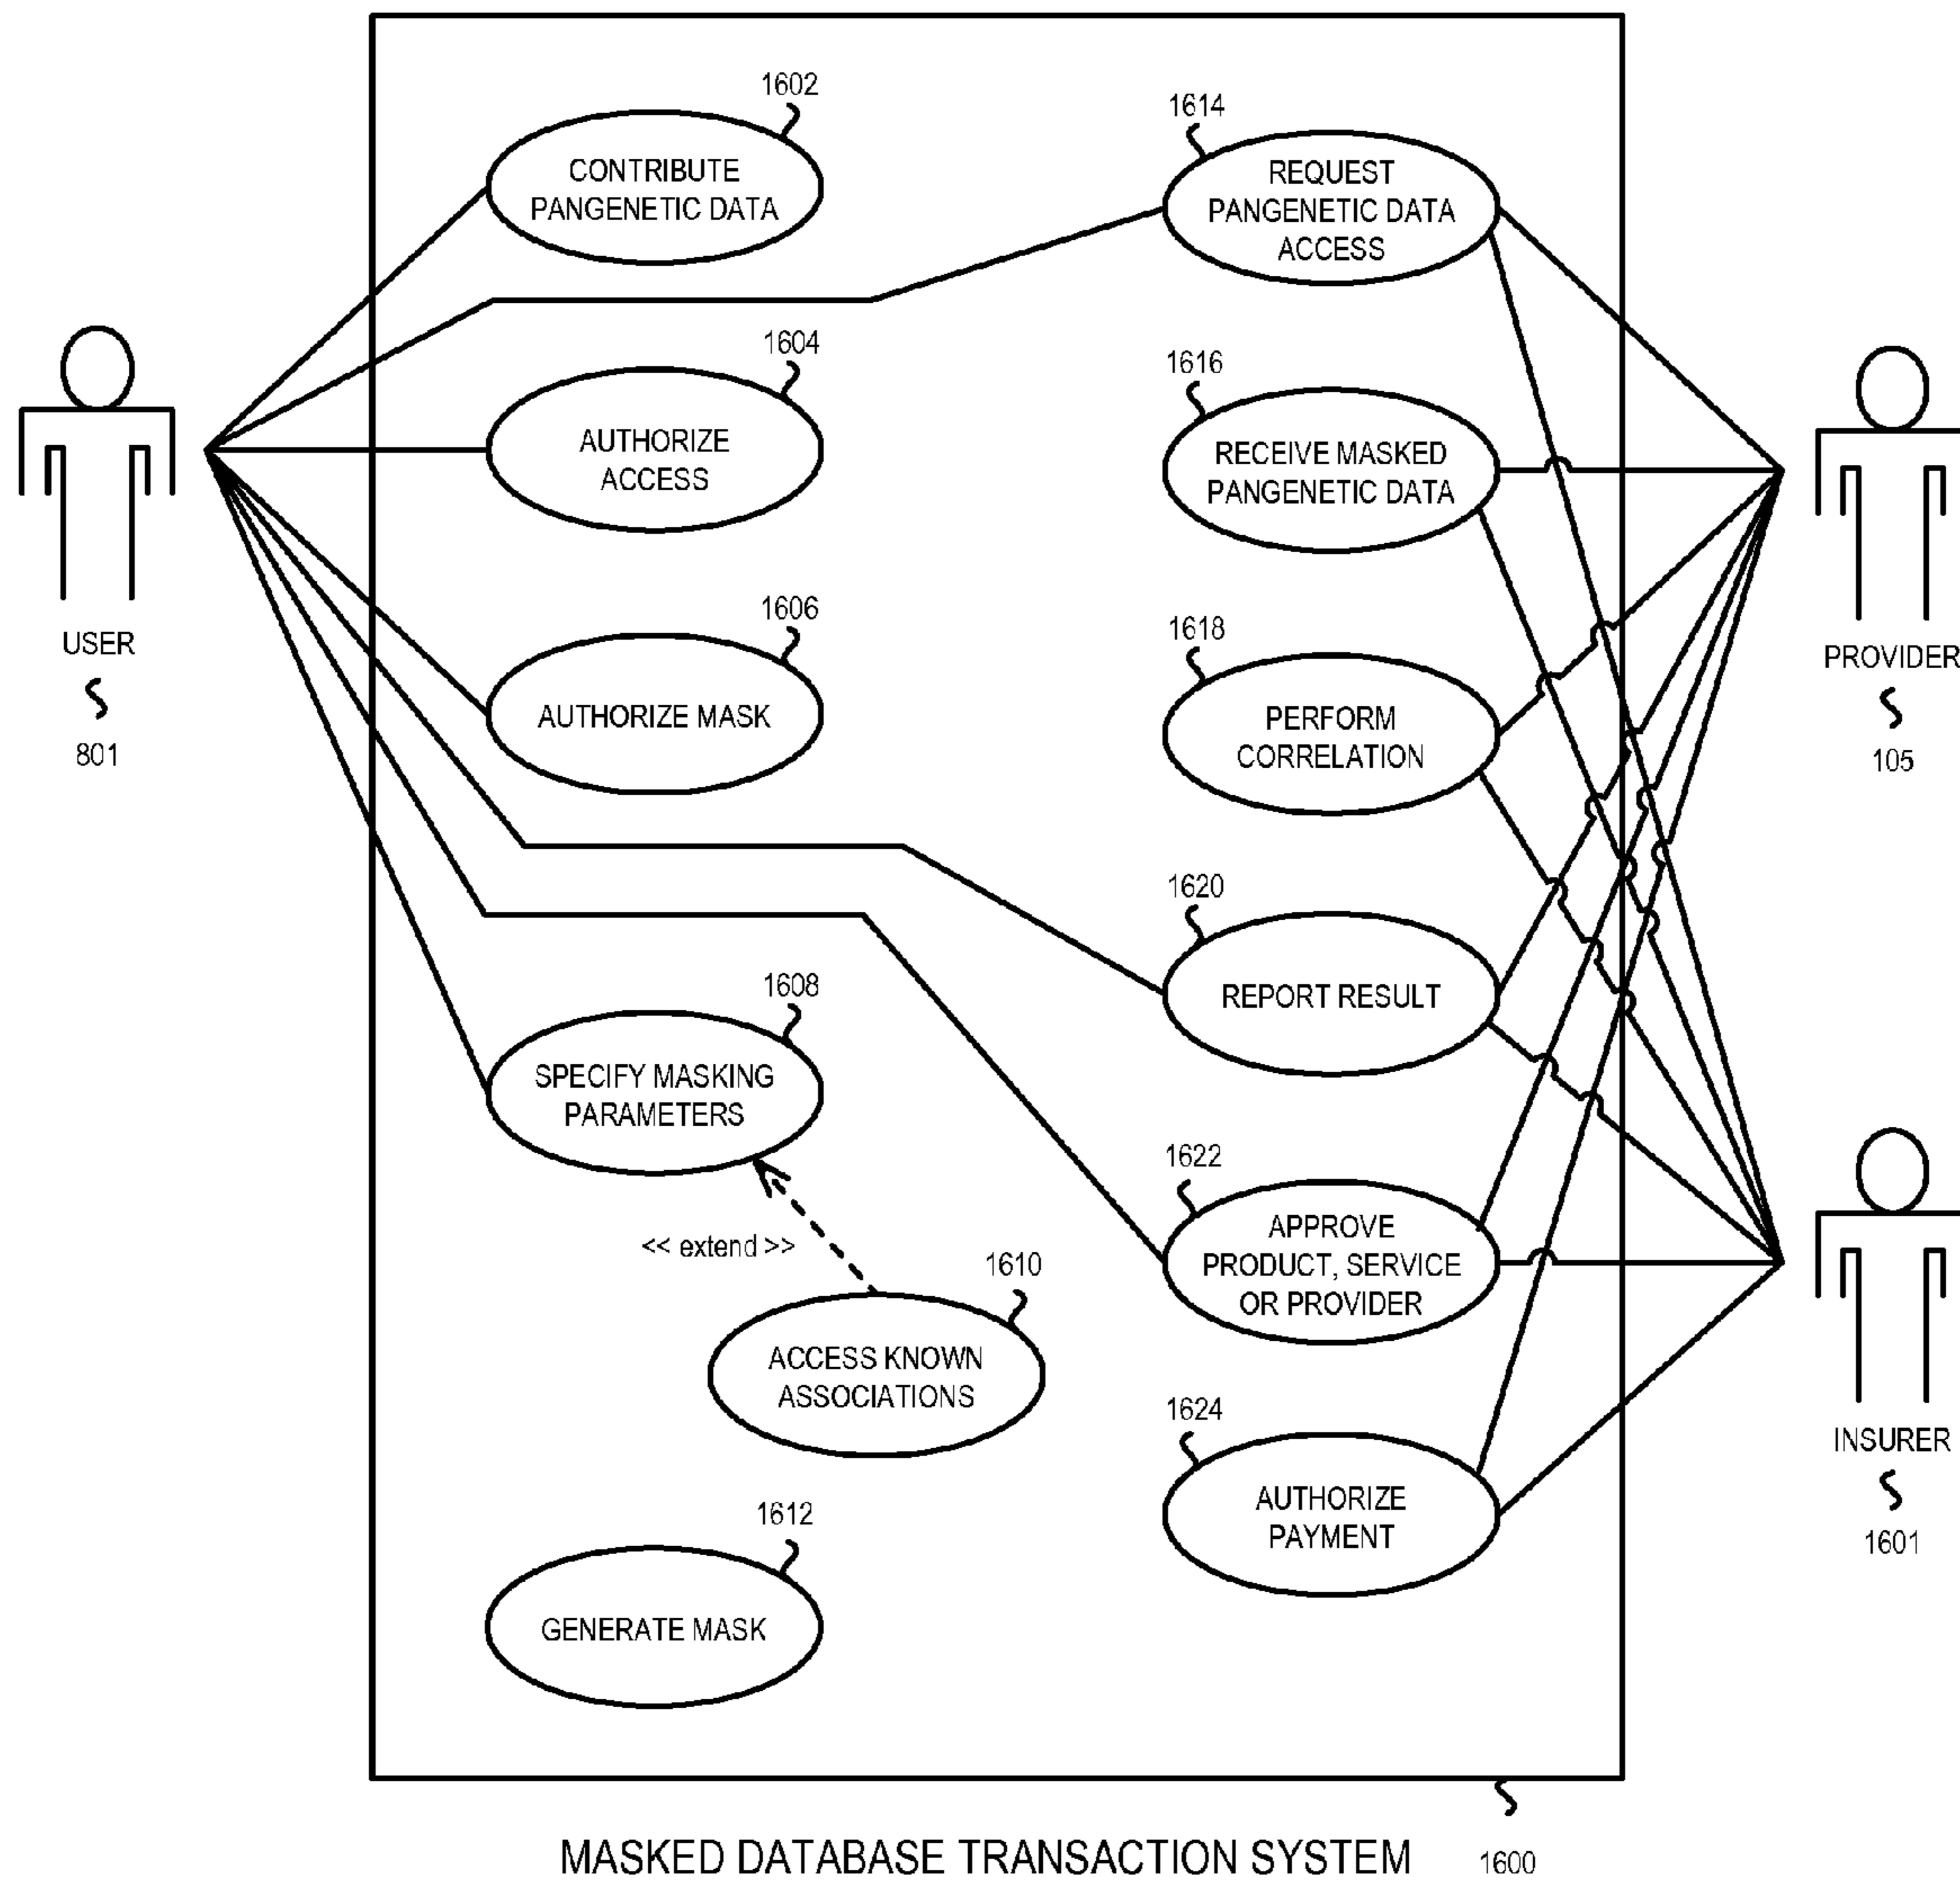 1602
CONTRIBUTE
PANGENETIC DATA
1614
REQUEST
PANGENETIC DATA
ACCESS
1604
AUTHORIZE
ACCESS
1616
RECEIVE MASKED
PANGENETIC DATA
1606
AUTHORIZE MASK
1618
PERFORM
CORRELATION
USER
801
PROVIDER
105
1620
REPORT RESULT
1608
SPECIFY MASKING
PARAMETERS
<< extend >>
1610
ACCESS KNOWN
ASSOCIATIONS
1622
APPROVE
PRODUCT, SERVICE
OR PROVIDER
1624
AUTHORIZE
PAYMENT
INSURER
1601
1612
GENERATE MASK
MASKED DATABASE TRANSACTION SYSTEM
1600